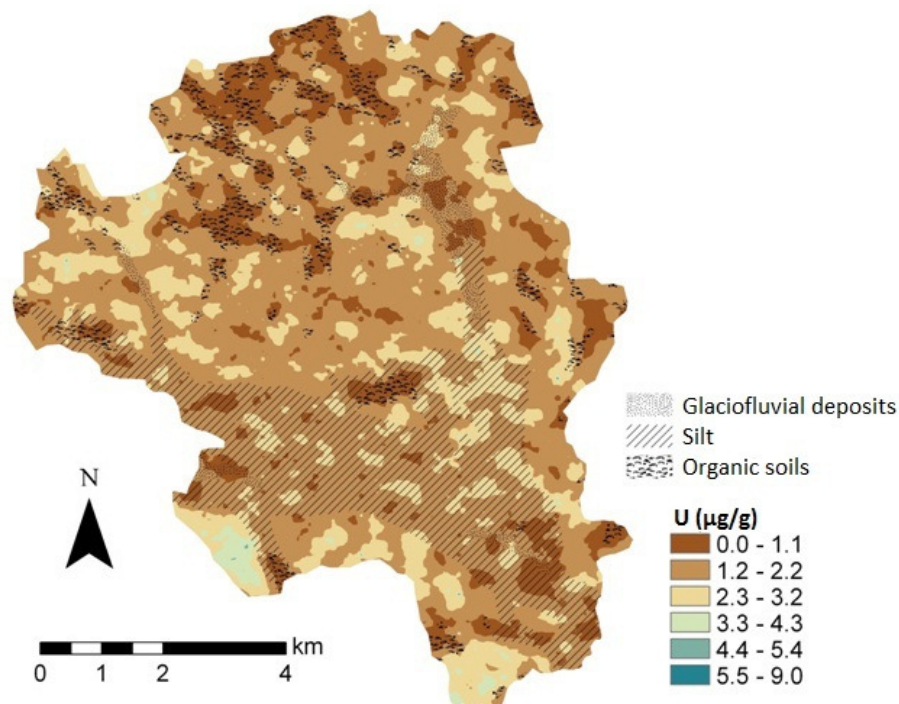 Glaciofluvial deposits
Silt
Organic soils
N
U (µg/g)
0.0 - 1.1
1.2 - 2.2
2.3 - 3.2
3.3 - 4.3
4.4 - 5.4
5.5 - 9.0
km
0 1 2 4